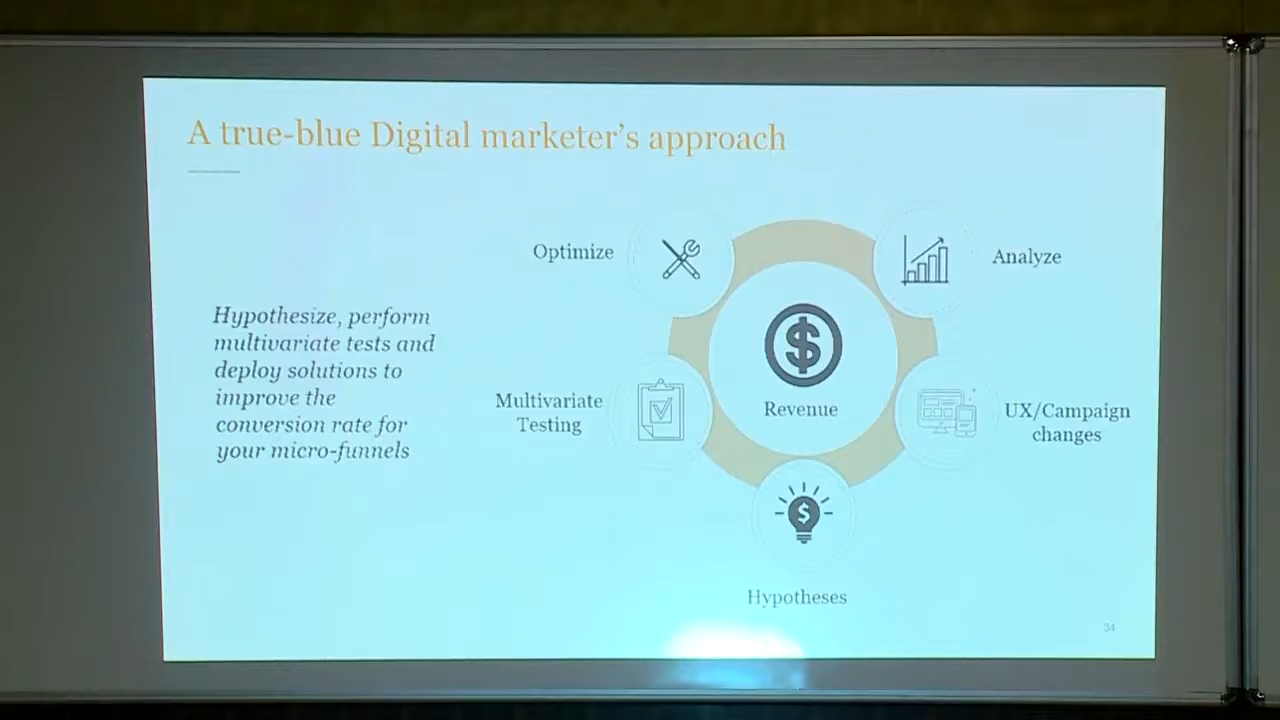 A true-blue Digital marketer's approach
Hypothesize, perform
multivariate tests and
deploy solutions to
improve the
conversion rate for
your micro-funnels
Optimize
Analyze
Multivariate
Testing
Revenue
UX/Campaign
changes
Hypotheses
34